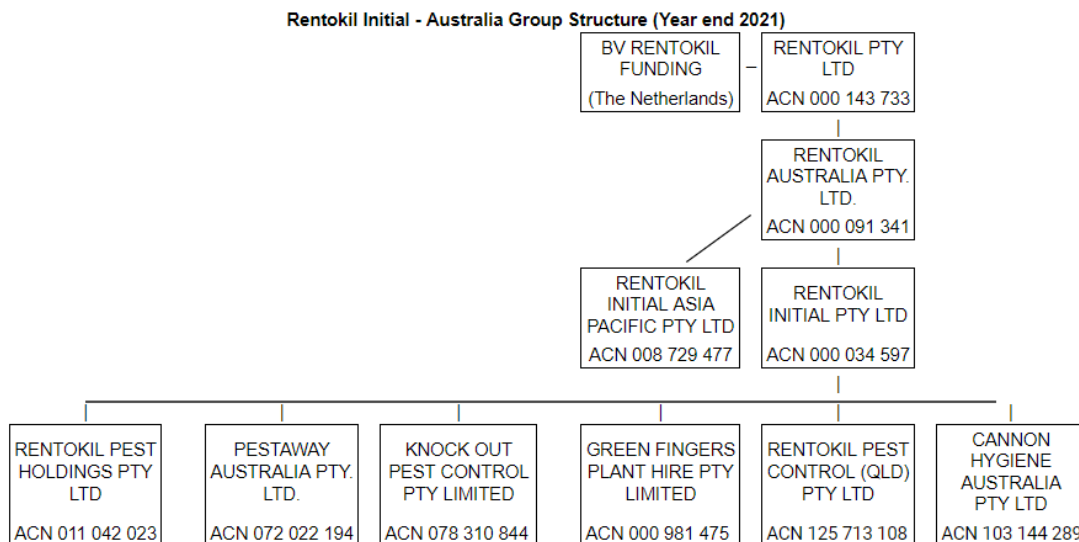 Rentokil Initial - Australia Group Structure (Year end 2021)
BV RENTOKIL
FUNDING
(The Netherlands)
RENTOKIL PTY
LTD
ACN 000 143 733
RENTOKIL
AUSTRALIA PTY.
LTD.
ACN 000 091 341
RENTOKIL
INITIAL ASIA
PACIFIC PTY LTD
ACN 008 729 477
RENTOKIL
INITIAL PTY LTD
ACN 000 034 597
RENTOKIL PEST
HOLDINGS PTY
LTD
ACN 011 042 023
PESTAWAY
AUSTRALIA PTY.
LTD.
ACN 072 022 194
KNOCK OUT
PEST CONTROL
PTY LIMITED
ACN 078 310 844
GREEN FINGERS
PLANT HIRE PTY
LIMITED
ACN 000 981 475
RENTOKIL PEST
CONTROL (QLD)
PTY LTD
ACN 125 713 108
CANNON
HYGIENE
AUSTRALIA
PTY LTD
ACN 103 144 289